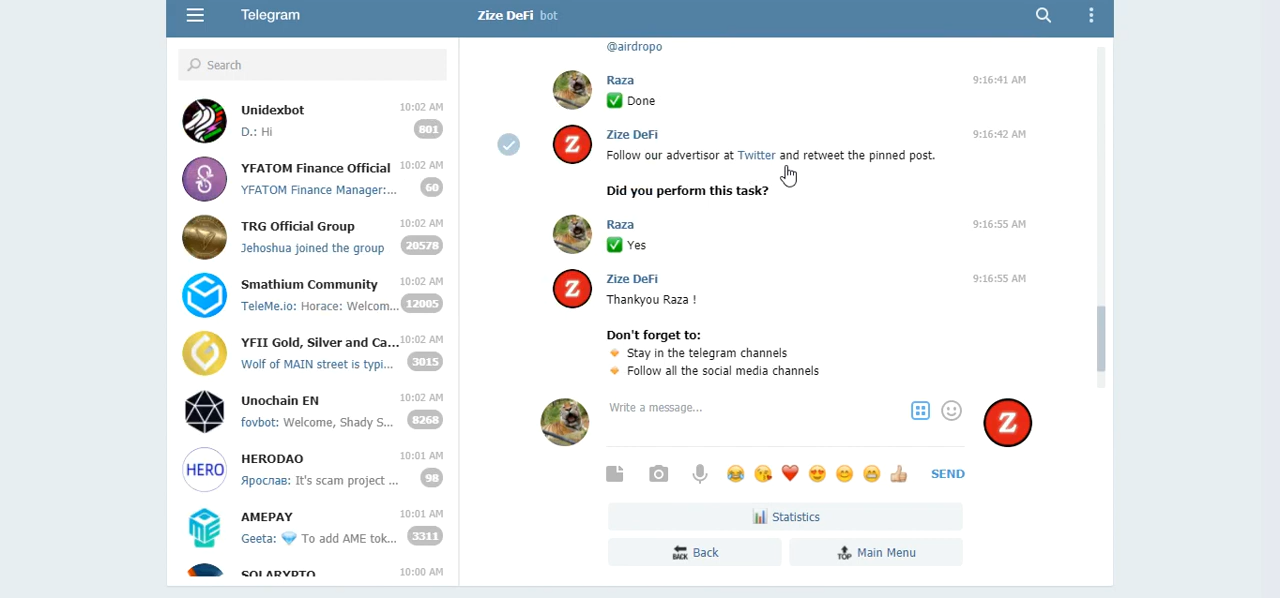 Telegram
Zize DeFi bot
Search
Unidexbot 10:02 AM
D.: Hi 801
YFATOM Finance Official 10:02 AM
YFATOM Finance Manager:... 60
TRG Official Group 10:02 AM
Jehoshua joined the group 20578
Smathium Community 10:02 AM
TeleMe.io: Horace: Welcom... 12005
YFII Gold, Silver and Ca... 10:02 AM
Wolf of MAIN street is typi... 3015
Unochain EN 10:02 AM
fovbot: Welcome, Shady S... 8268
HERO
HERODAO 10:01 AM
Ярослав: It's scam project ... 98
AMEPAY 10:01 AM
Geeta: 💎 To add AME tok... 3311
SOLARYPTO 10:00 AM
@airdropo
Raza 9:16:41 AM
✅ Done
Z
Zize DeFi 9:16:42 AM
Follow our advertisor at Twitter and retweet the pinned post.
Did you perform this task?
Raza 9:16:55 AM
✅ Yes
Z
Zize DeFi 9:16:55 AM
Thankyou Raza !
Don't forget to:
🔸 Stay in the telegram channels
🔸 Follow all the social media channels
Write a message...
Z
😂 😘 ❤️ 😍 😊 😁 👍 SEND
📊 Statistics
🔙 Back
🔝 Main Menu